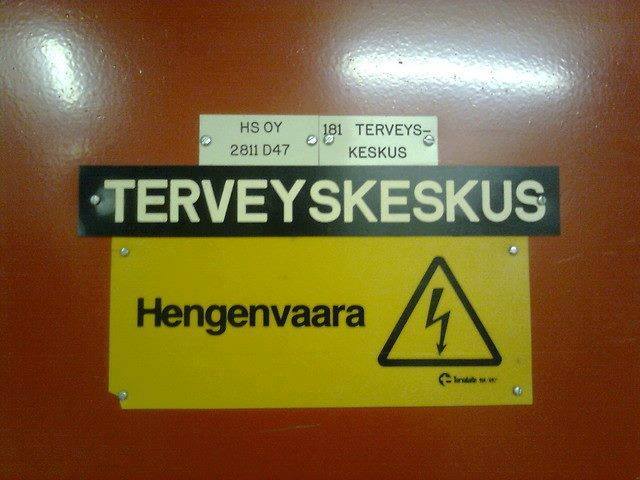 HS OY
2811 D47
181 TERVEYS-
KESKUS
TERVEYSKESKUS
Hengenvaara